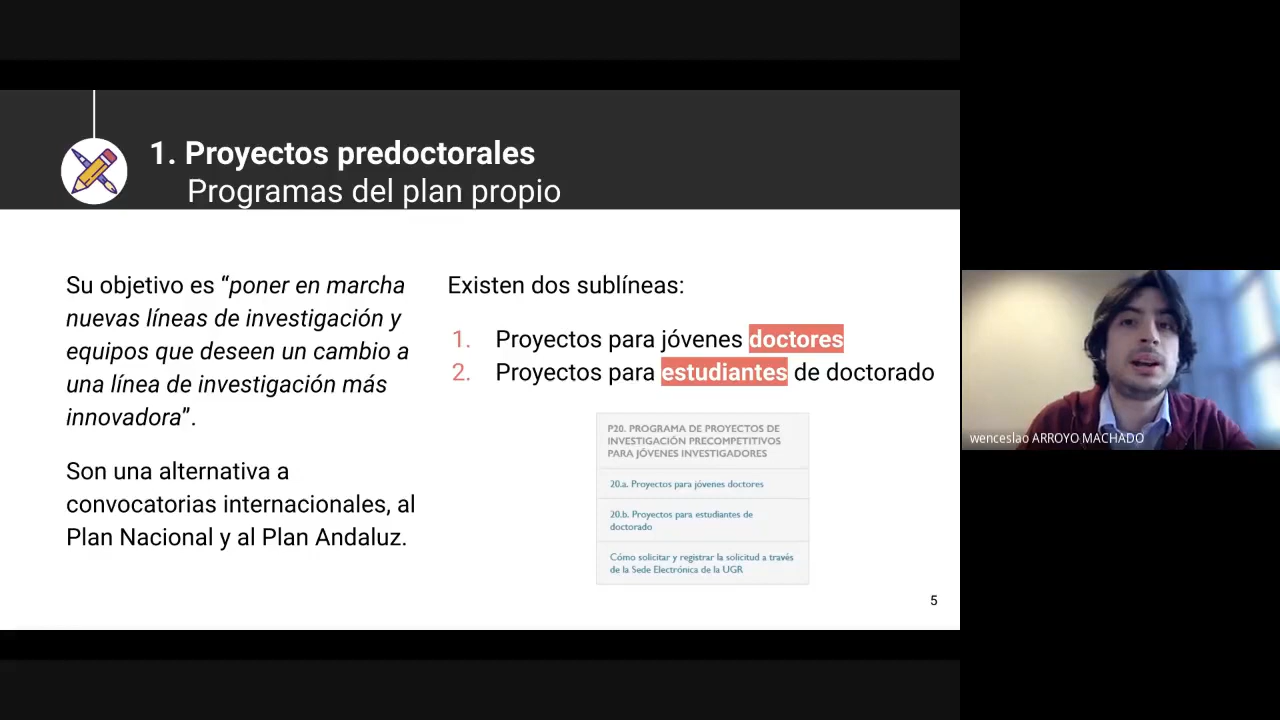 1. Proyectos predoctorales
Programas del plan propio
Su objetivo es “poner en marcha
nuevas líneas de investigación y
equipos que deseen un cambio a
una línea de investigación más
innovadora”.
Son una alternativa a
convocatorias internacionales, al
Plan Nacional y al Plan Andaluz.
Existen dos sublíneas:
1. Proyectos para jóvenes doctores
2. Proyectos para estudiantes de doctorado
P20. PROGRAMA DE PROYECTOS DE
INVESTIGACIÓN PRECOMPETITIVOS
PARA JÓVENES INVESTIGADORES
20.a. Proyectos para jóvenes doctores
20.b. Proyectos para estudiantes de
doctorado
Cómo solicitar y registrar la solicitud a través
de la Sede Electrónica de la UGR
5
wenceslao ARROYO MACHADO